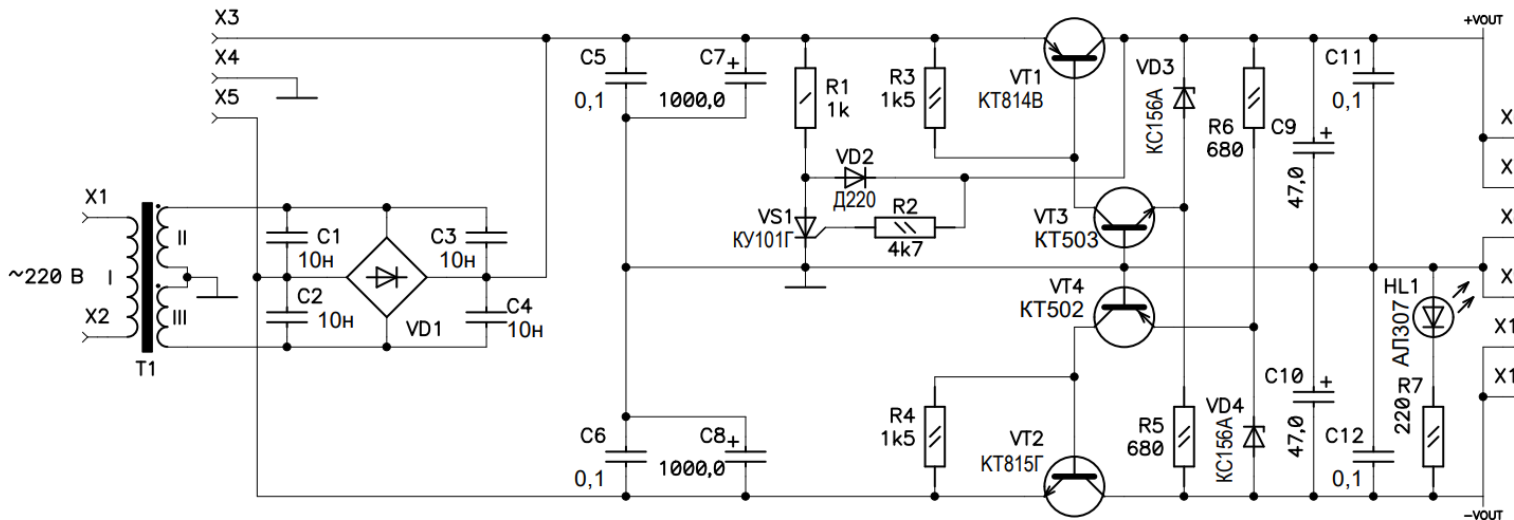 X3
X4
X5
X1
~220 В
X2
T1
I
II
III
C1
10н
C2
10н
C3
10н
C4
10н
VD1
C5
0,1
C7
+
1000,0
R1
1k
VD2
Д220
VS1
КУ101Г
R2
4k7
R3
1k5
VT1
КТ814В
VT3
КТ503
VT4
КТ502
C6
0,1
C8
+
1000,0
R4
1k5
VT2
КТ815Г
VD3
КС156А
R6
680
C9
+
47,0
C11
0,1
R5
680
VD4
КС156А
C10
+
47,0
C12
0,1
HL1
АЛ307
R7
220
+VOUT
-VOUT